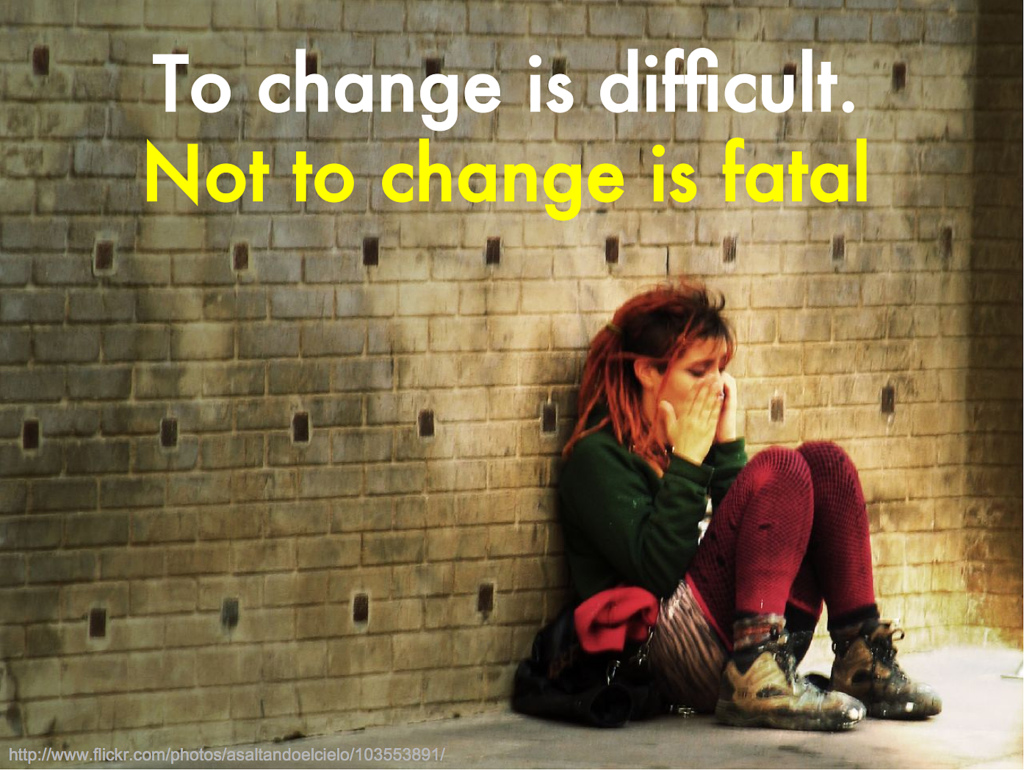 To change is difficult.
Not to change is fatal
http://www.flickr.com/photos/asaltandoelcielo/103553891/